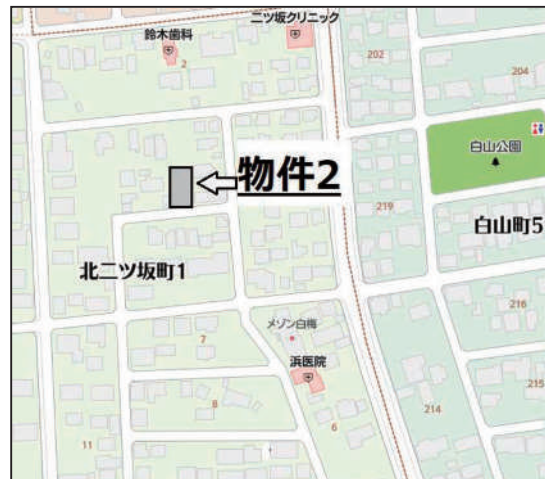 二ツ坂クリニック
鈴木歯科
2
202
204
白山公園
物件2
219
白山町5
北二ツ坂町1
216
メゾン白梅
7
浜医院
215
8
214
6
11